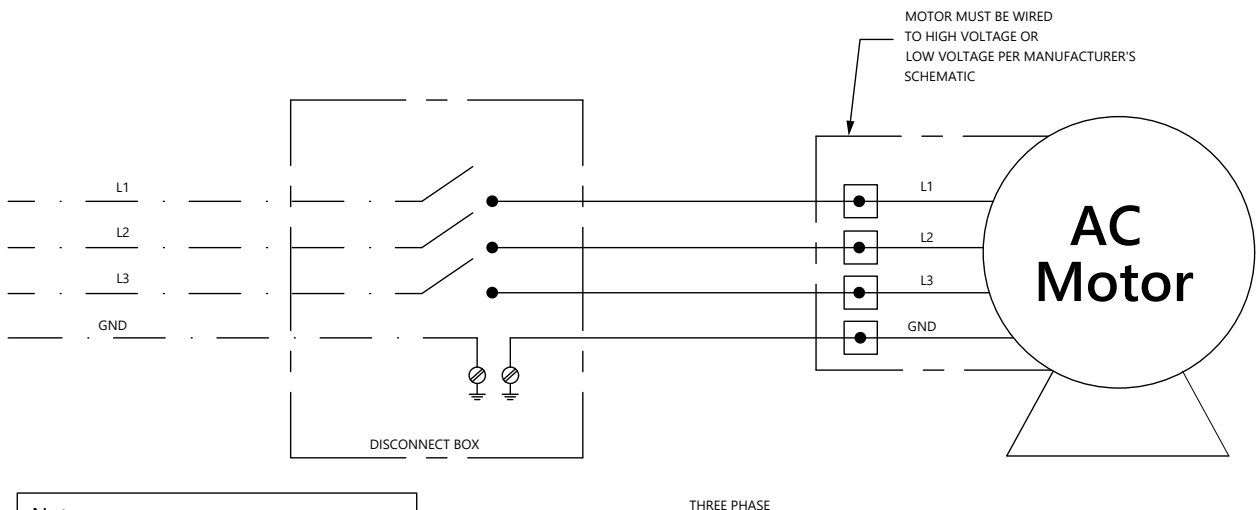 MOTOR MUST BE WIRED
TO HIGH VOLTAGE OR
LOW VOLTAGE PER MANUFACTURER'S
SCHEMATIC
L1
L2
L3
GND
L1
L2
L3
GND
AC
Motor
DISCONNECT BOX
THREE PHASE